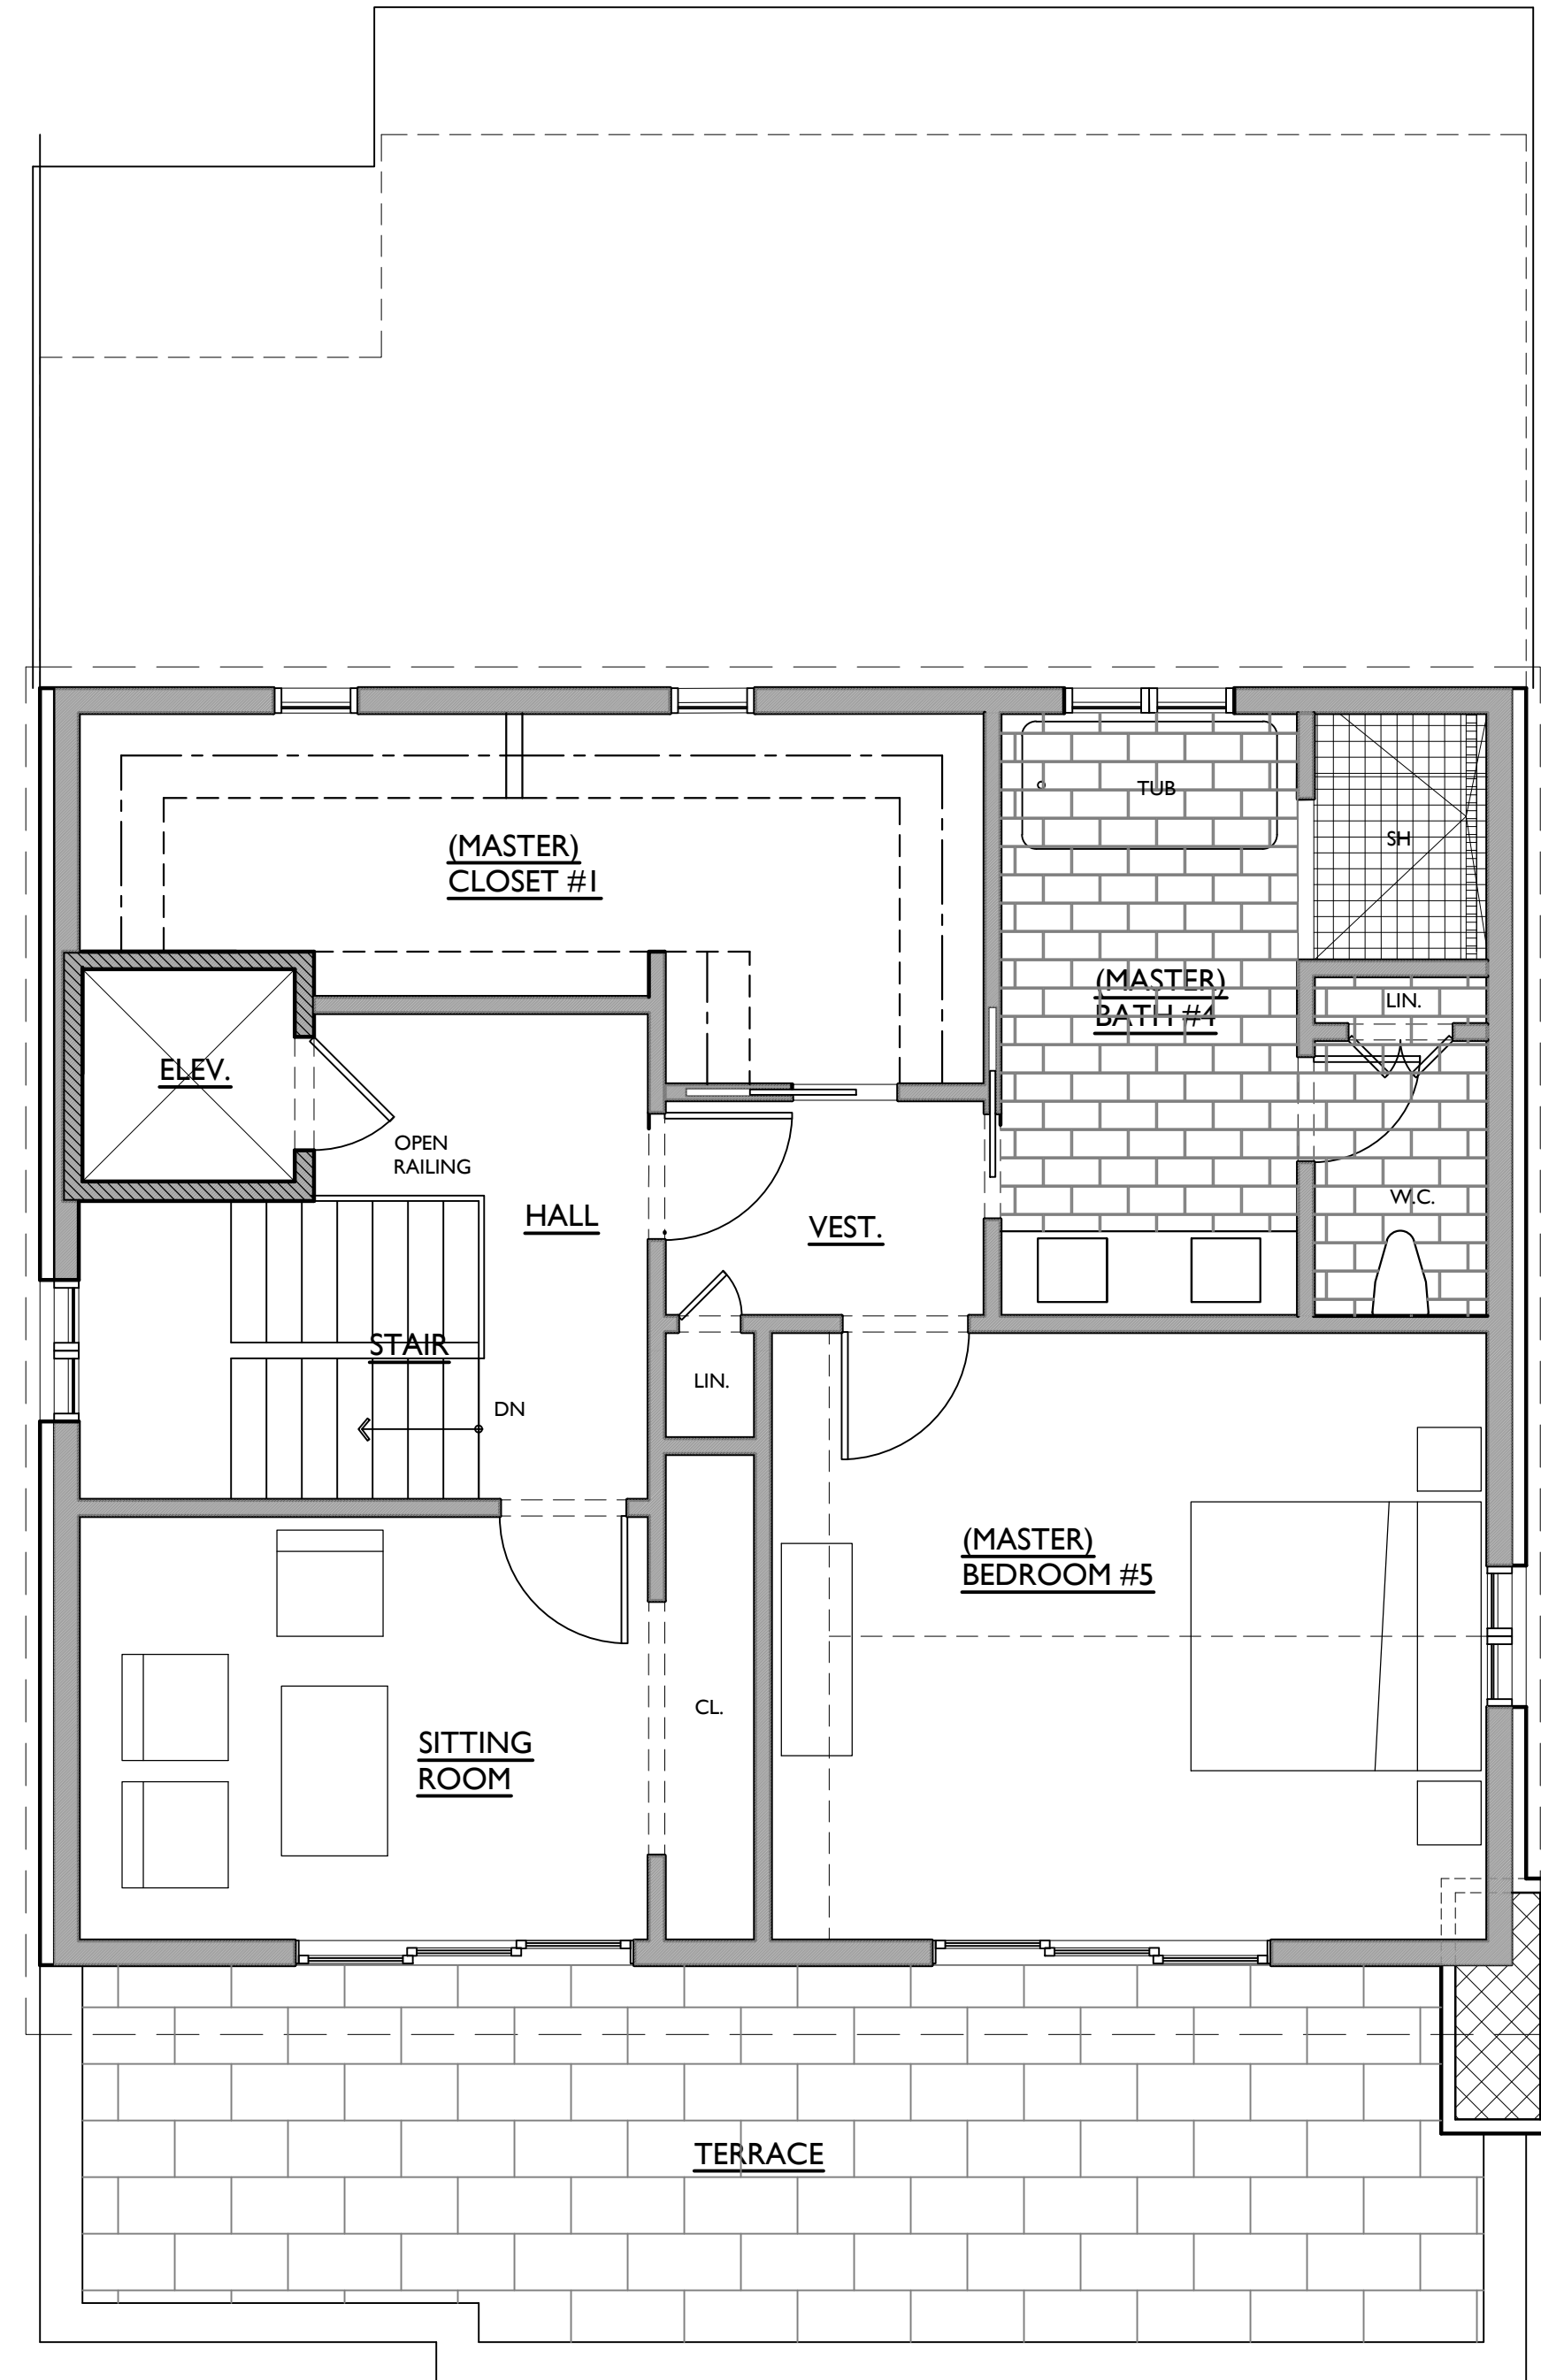 TUB
(MASTER)
CLOSET #1
SH
(MASTER)
BATH #4
LIN.
ELEV.
OPEN
RAILING
HALL
VEST.
W.C.
STAIR
LIN.
DN
(MASTER)
BEDROOM #5
CL.
SITTING
ROOM
TERRACE